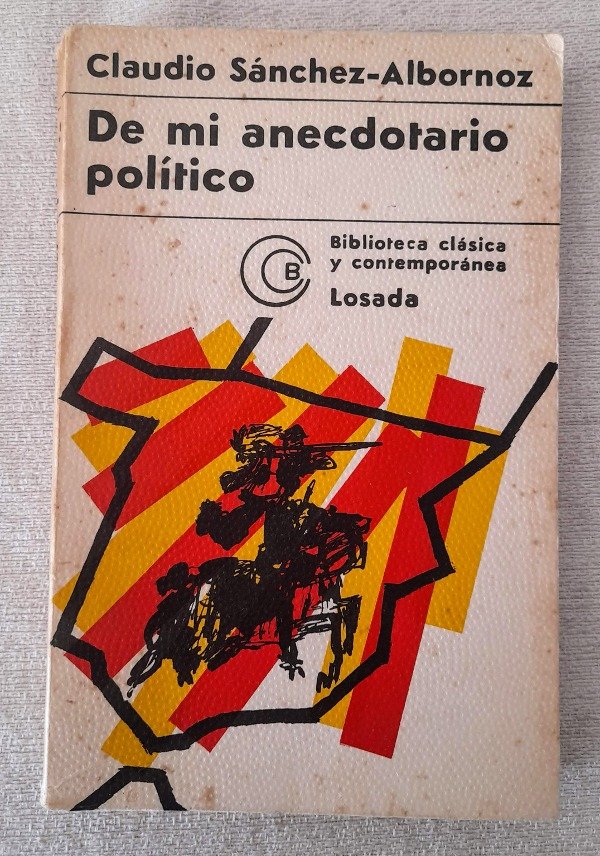 Claudio Sánchez-Albornoz
De mi anecdotario
político
B
Biblioteca clásica
y contemporánea
Losada